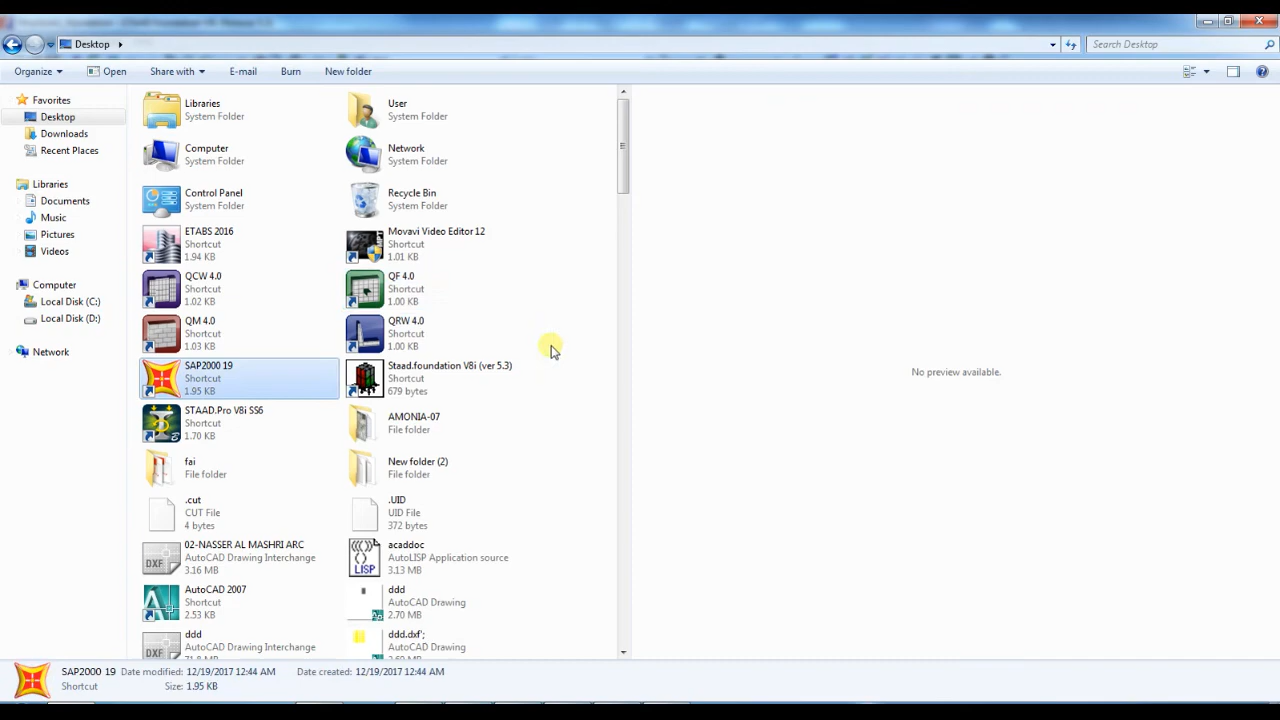 Desktop
Search Desktop
Organize
Open
Share with
E-mail
Burn
New folder
Favorites
Desktop
Downloads
Recent Places
Libraries
Documents
Music
Pictures
Videos
Computer
Local Disk (C:)
Local Disk (D:)
Network
Libraries
System Folder
User
System Folder
Computer
System Folder
Network
System Folder
Control Panel
System Folder
Recycle Bin
System Folder
ETABS 2016
Shortcut
1.94 KB
Movavi Video Editor 12
Shortcut
1.01 KB
QCW 4.0
Shortcut
1.02 KB
QF 4.0
Shortcut
1.00 KB
QM 4.0
Shortcut
1.03 KB
QRW 4.0
Shortcut
1.00 KB
SAP2000 19
Shortcut
1.95 KB
Staad.foundation V8i (ver 5.3)
Shortcut
679 bytes
STAAD.Pro V8i SS6
Shortcut
1.70 KB
AMONIA-07
File folder
fai
File folder
New folder (2)
File folder
.cut
CUT File
4 bytes
.UID
UID File
372 bytes
DXF
02-NASSER AL MASHRI ARC
AutoCAD Drawing Interchange
3.16 MB
LISP
acaddoc
AutoLISP Application source
3.13 MB
AutoCAD 2007
Shortcut
2.53 KB
ddd
AutoCAD Drawing
2.70 MB
DXF
ddd
AutoCAD Drawing Interchange
ddd.dxf';
AutoCAD Drawing
No preview available.
SAP2000 19 Date modified: 12/19/2017 12:44 AM Date created: 12/19/2017 12:44 AM
Shortcut Size: 1.95 KB